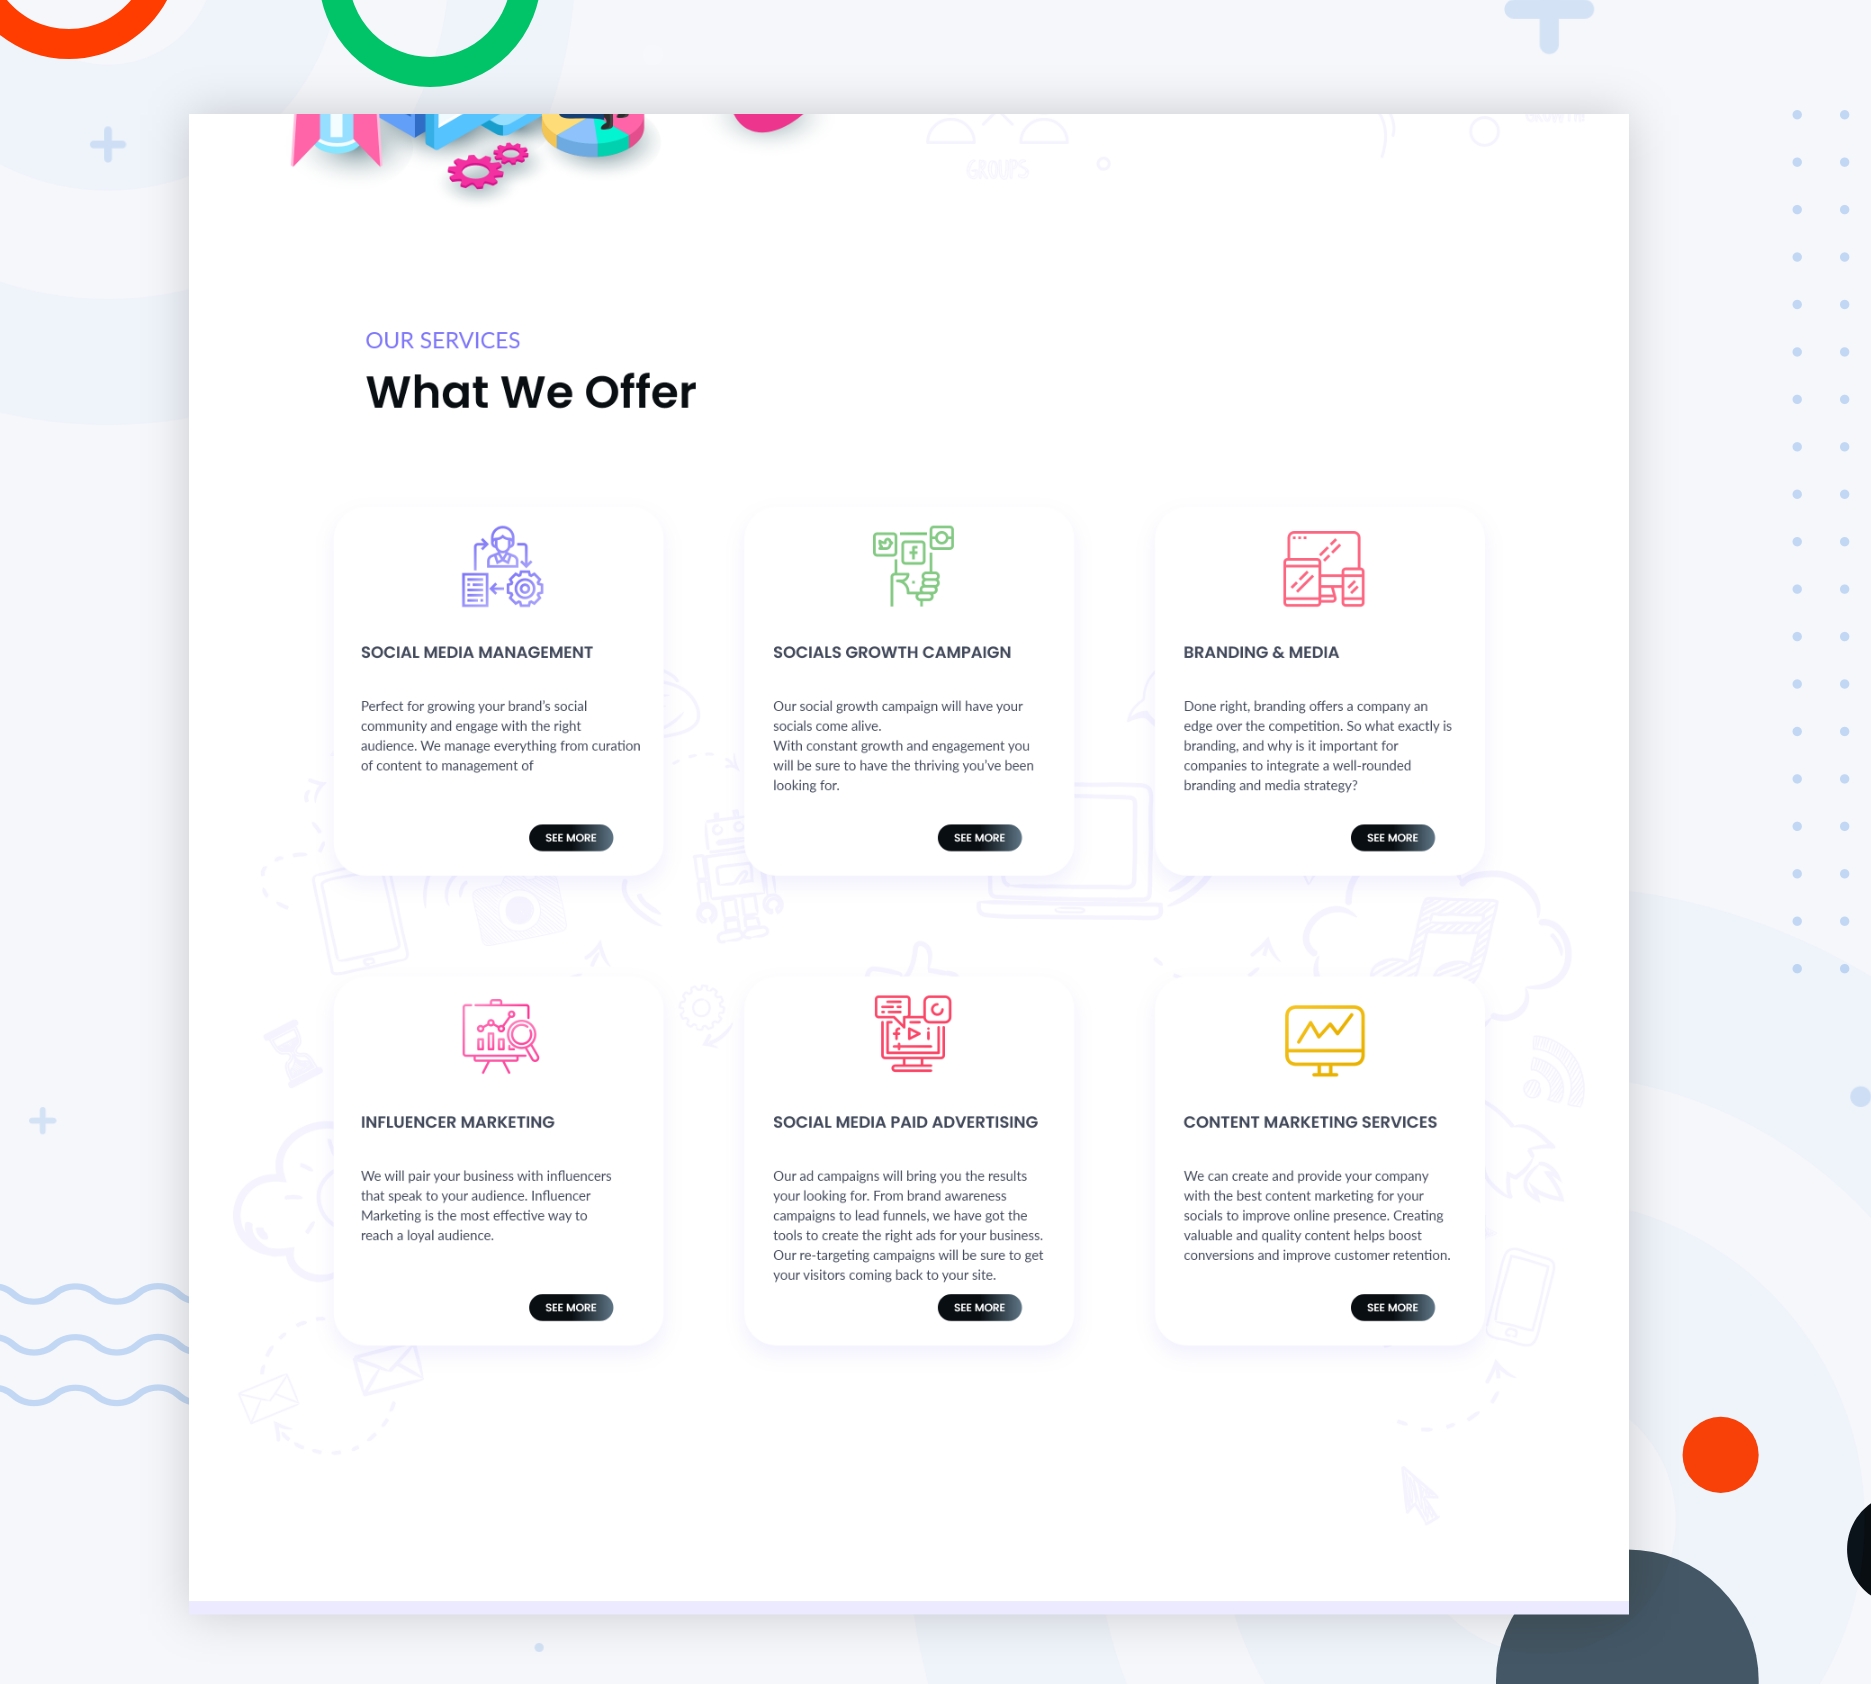 GROUPS
GROWTH
OUR SERVICES
What We Offer
SOCIAL MEDIA MANAGEMENT
Perfect for growing your brand's social
community and engage with the right
audience. We manage everything from curation
of content to management of
SEE MORE
SOCIALS GROWTH CAMPAIGN
Our social growth campaign will have your
socials come alive.
With constant growth and engagement you
will be sure to have the thriving you've been
looking for.
SEE MORE
BRANDING & MEDIA
Done right, branding offers a company an
edge over the competition. So what exactly is
branding, and why is it important for
companies to integrate a well-rounded
branding and media strategy?
SEE MORE
INFLUENCER MARKETING
We will pair your business with influencers
that speak to your audience. Influencer
Marketing is the most effective way to
reach a loyal audience.
SEE MORE
SOCIAL MEDIA PAID ADVERTISING
Our ad campaigns will bring you the results
your looking for. From brand awareness
campaigns to lead funnels, we have got the
tools to create the right ads for your business.
Our re-targeting campaigns will be sure to get
your visitors coming back to your site.
SEE MORE
CONTENT MARKETING SERVICES
We can create and provide your company
with the best content marketing for your
socials to improve online presence. Creating
valuable and quality content helps boost
conversions and improve customer retention.
SEE MORE